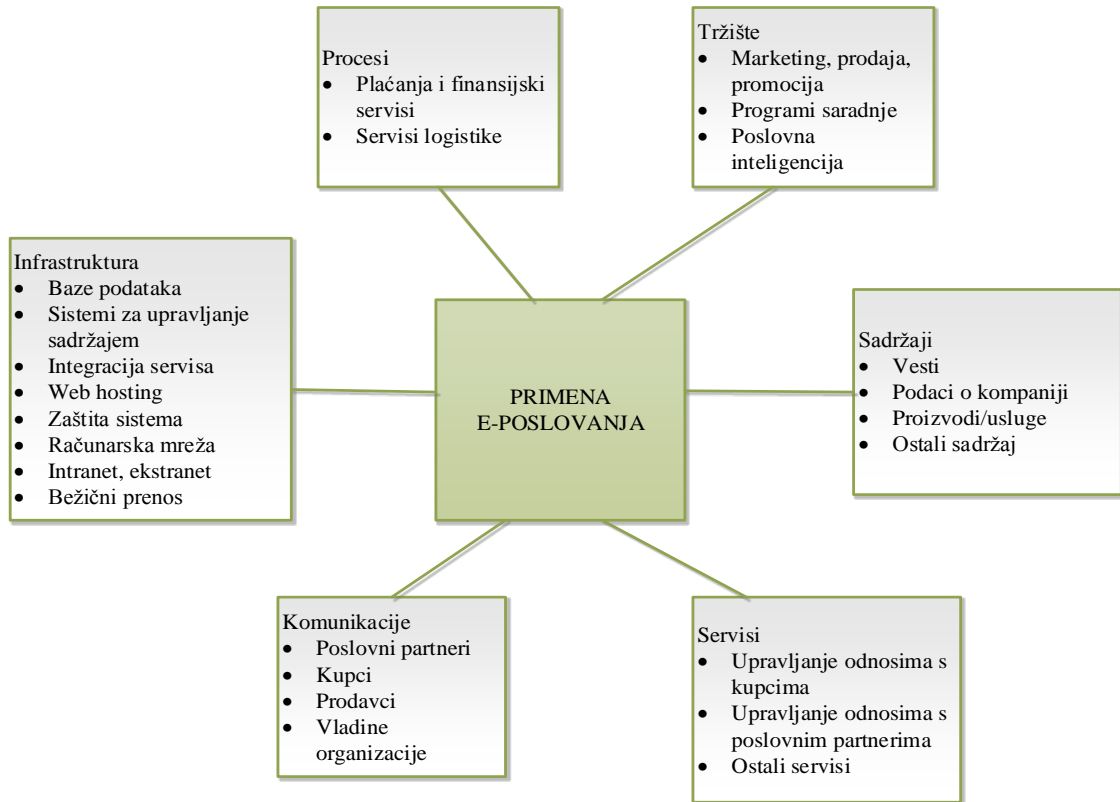 Procesi
• Plaćanja i finansijski
servisi
• Servisi logistike
Tržište
• Marketing, prodaja,
promocija
• Programi saradnje
• Poslovna
inteligencija
Infrastruktura
• Baze podataka
• Sistemi za upravljanje
sadržajem
• Integracija servisa
• Web hosting
• Zaštita sistema
• Računarska mreža
• Intranet, ekstranet
• Bežični prenos
PRIMENA
E-POSLOVANJA
Sadržaji
• Vesti
• Podaci o kompaniji
• Proizvodi/usluge
• Ostali sadržaj
Komunikacije
• Poslovni partneri
• Kupci
• Prodavci
• Vladine
organizacije
Servisi
• Upravljanje odnosima s
kupcima
• Upravljanje odnosima s
poslovnim partnerima
• Ostali servisi